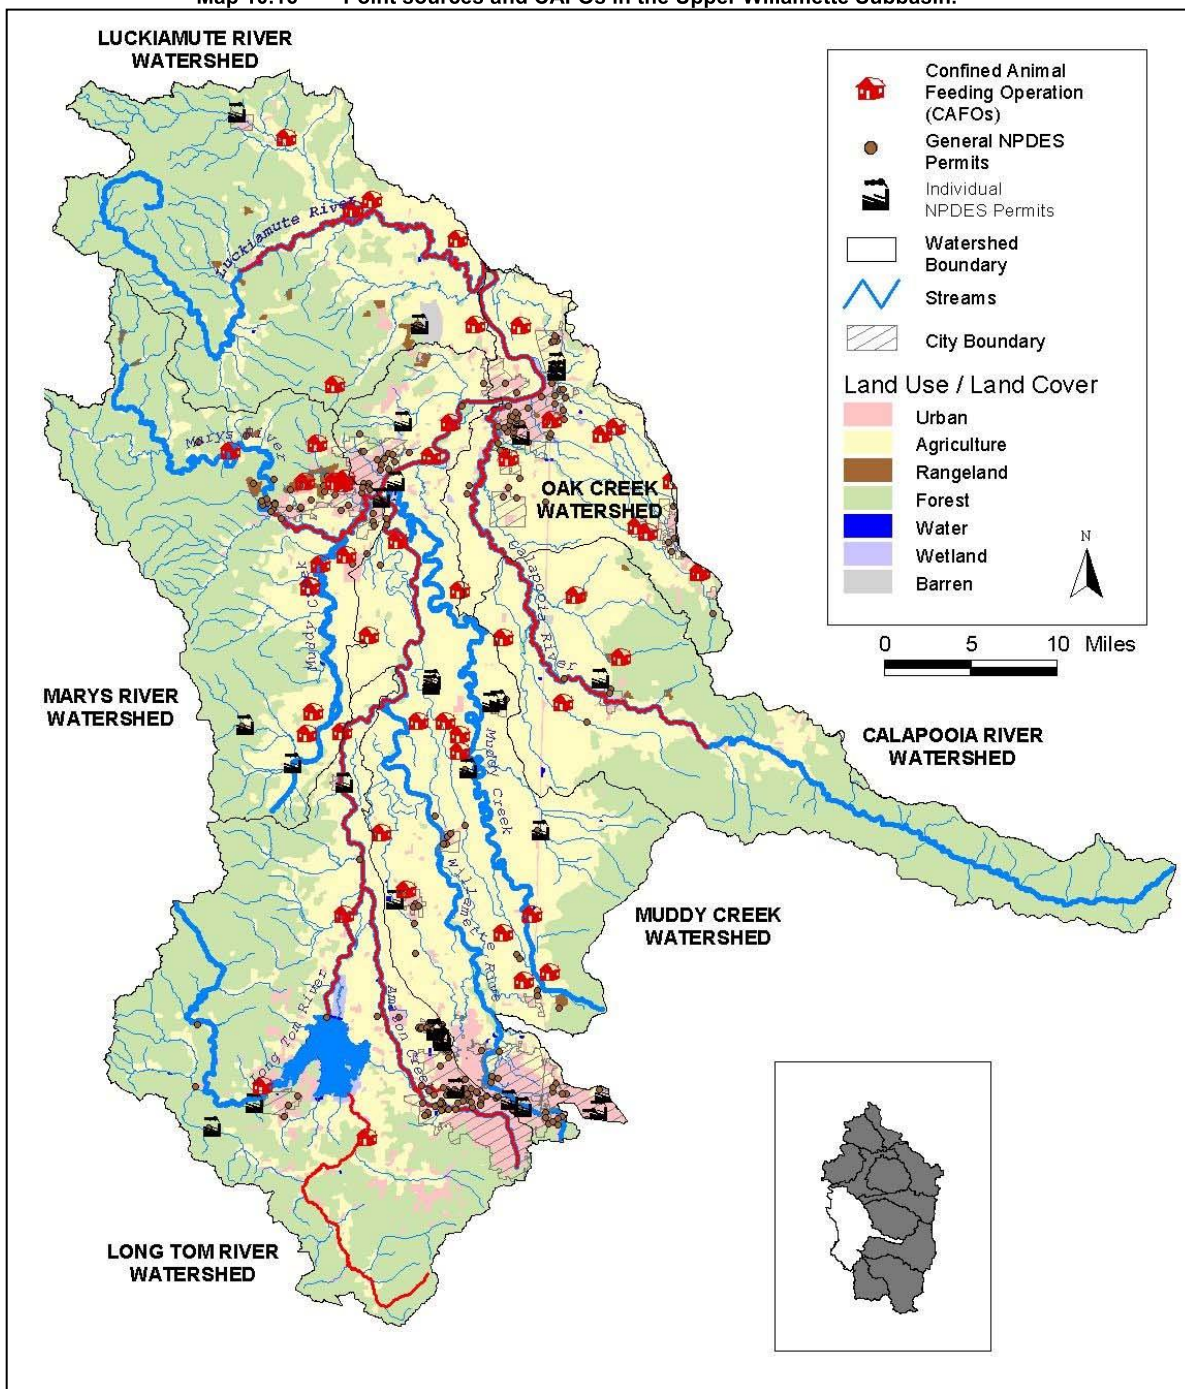 Map 10.10 Point sources and CAFOs in the Upper Willamette Subbasin.
LUCKIAMUTE RIVER
WATERSHED
Confined Animal
Feeding Operation
(CAFOs)
General NPDES
Permits
Individual
NPDES Permits
Watershed
Boundary
Streams
City Boundary
Land Use / Land Cover
Urban
Agriculture
Rangeland
Forest
Water
Wetland
Barren
N
0 5 10 Miles
Luckiamute River
Marys River
OAK CREEK
WATERSHED
Calapooia River
Muddy Creek
MARYS RIVER
WATERSHED
CALAPOOIA RIVER
WATERSHED
Muddy Creek
Willamette River
MUDDY CREEK
WATERSHED
Long Tom River
Amazon Creek
LONG TOM RIVER
WATERSHED